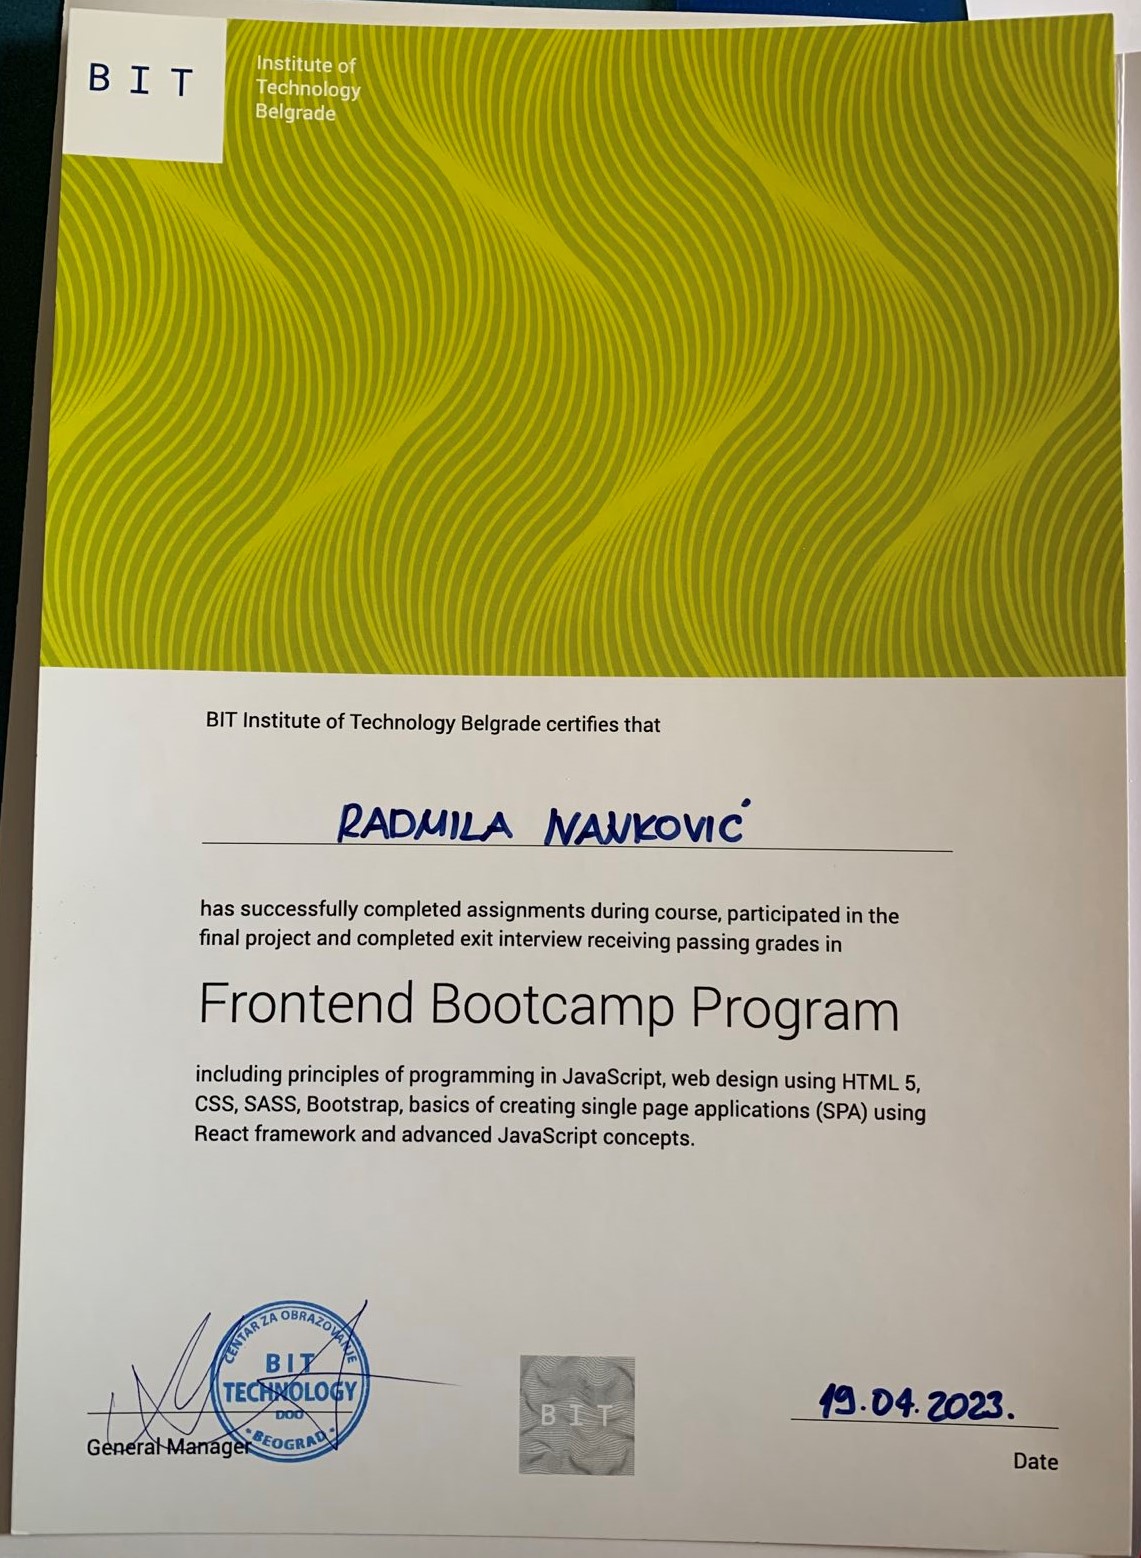 BIT
Institute of
Technology
Belgrade
BIT Institute of Technology Belgrade certifies that
RADMILA IVANKOVIĆ
has successfully completed assignments during course, participated in the
final project and completed exit interview receiving passing grades in
Frontend Bootcamp Program
including principles of programming in JavaScript, web design using HTML 5,
CSS, SASS, Bootstrap, basics of creating single page applications (SPA) using
React framework and advanced JavaScript concepts.
CENTAR ZA OBRAZOVANJE
BIT
TECHNOLOGY
DOO
BEOGRAD
General Manager
BIT
19.04.2023.
Date